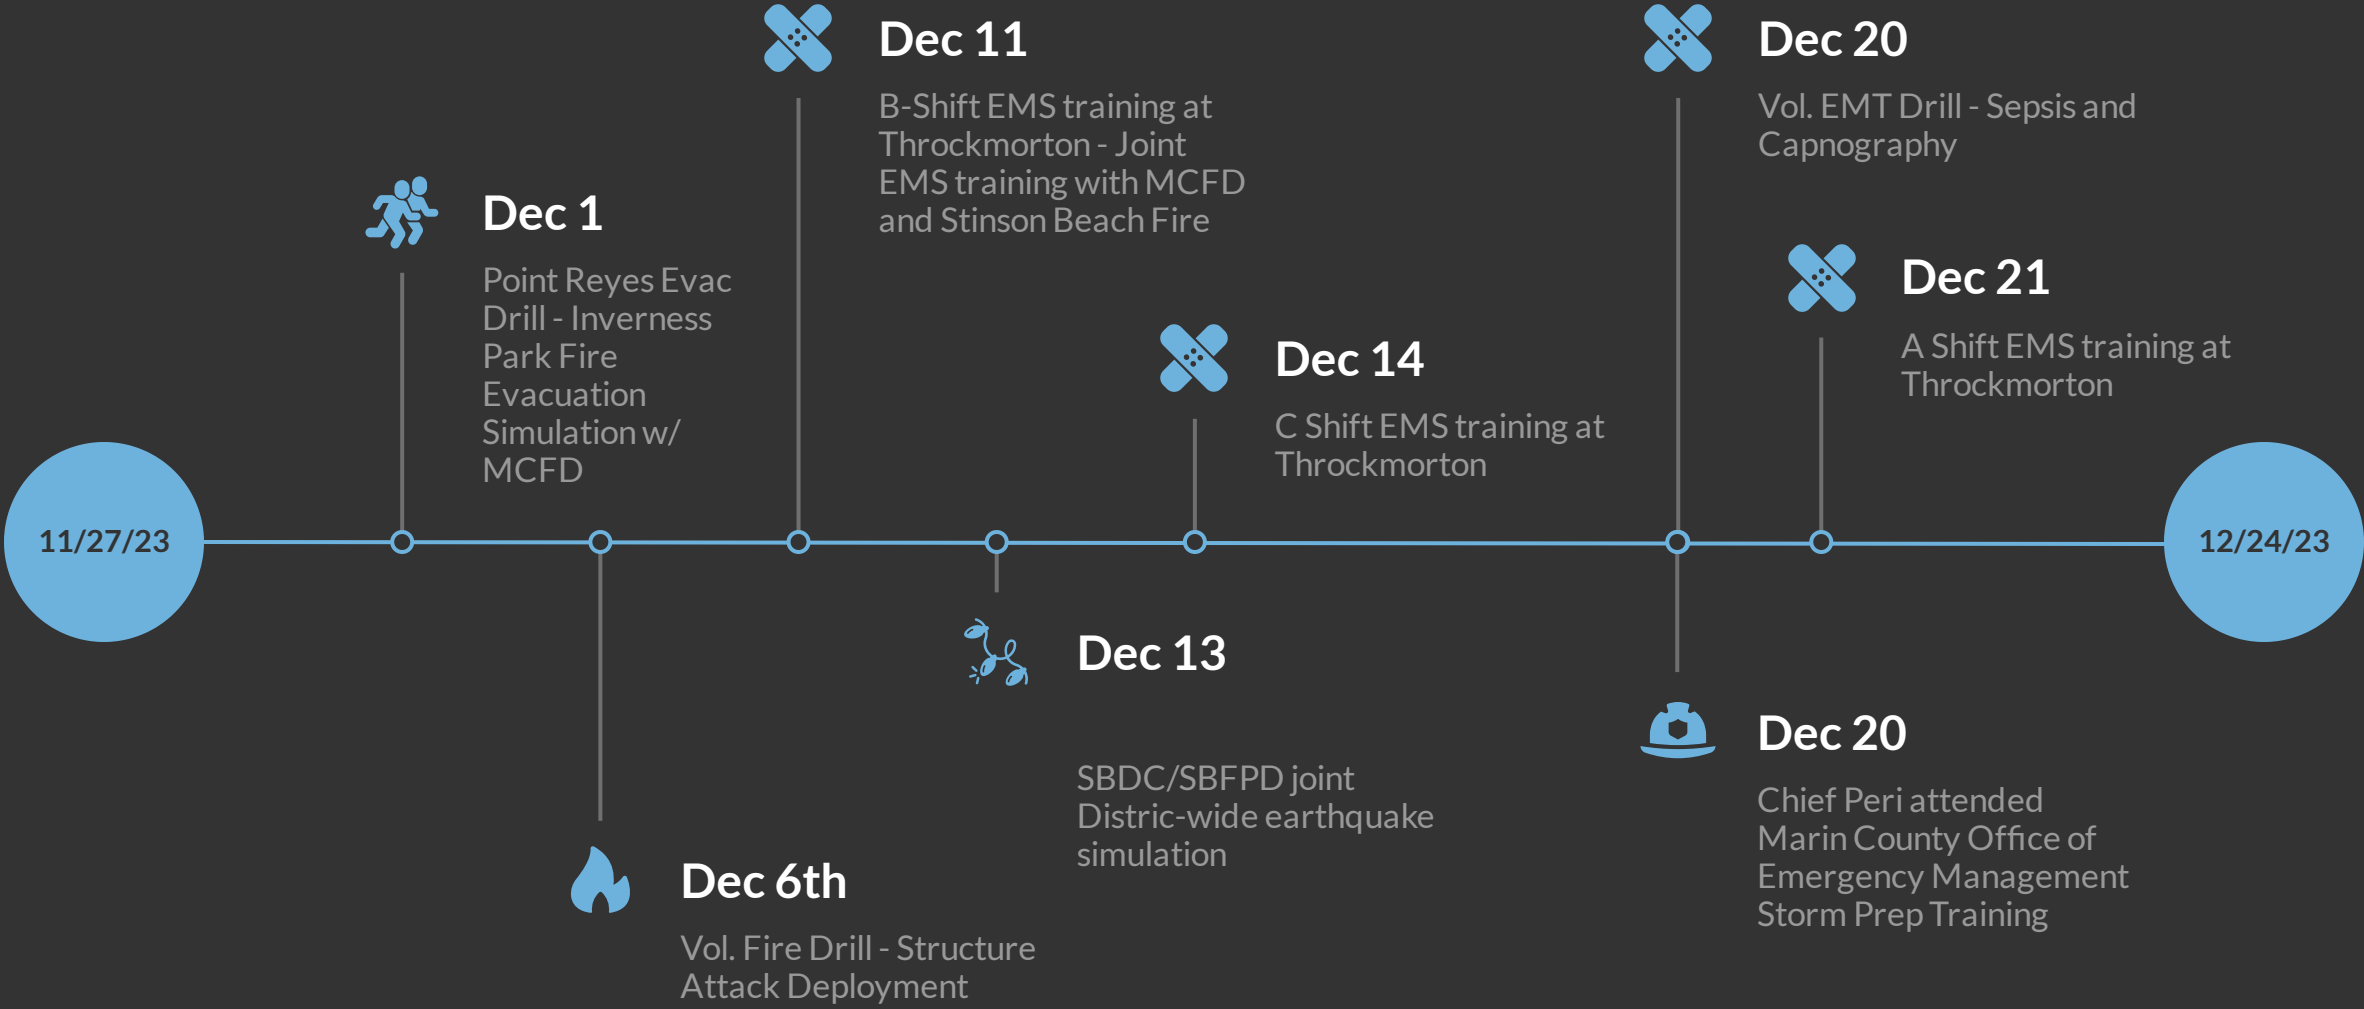 11/27/23
Dec 1
Point Reyes Evac
Drill - Inverness
Park Fire
Evacuation
Simulation w/
MCFD
Dec 6th
Vol. Fire Drill - Structure
Attack Deployment
Dec 11
B-Shift EMS training at
Throckmorton - Joint
EMS training with MCFD
and Stinson Beach Fire
Dec 13
SBDC/SBFPD joint
Distric-wide earthquake
simulation
Dec 14
C Shift EMS training at
Throckmorton
Dec 20
Vol. EMT Drill - Sepsis and
Capnography
Dec 20
Chief Peri attended
Marin County Office of
Emergency Management
Storm Prep Training
Dec 21
A Shift EMS training at
Throckmorton
12/24/23